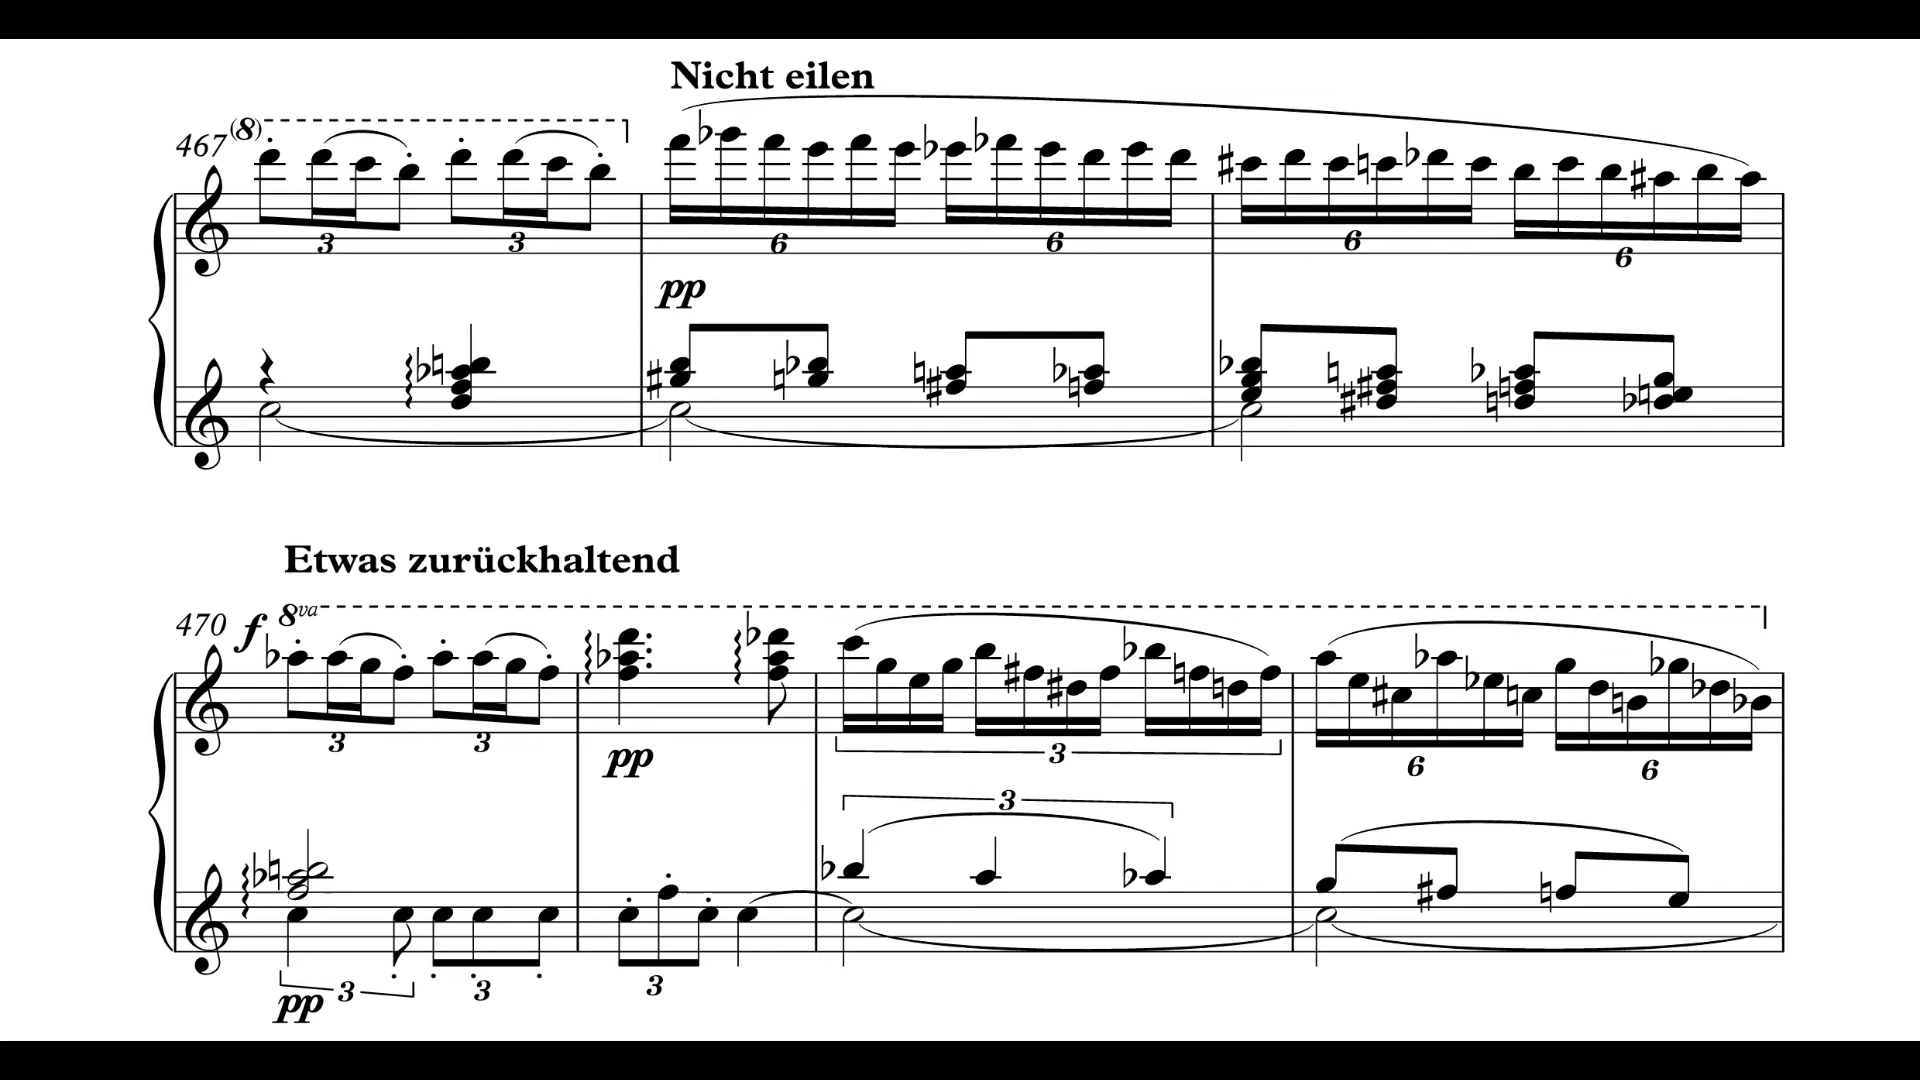 Nicht eilen
467 (8)
3 3 6 6 6 6
pp
Etwas zurückhaltend
470 f 8va
3 3 3 6 6
pp
3
3 3 3
pp